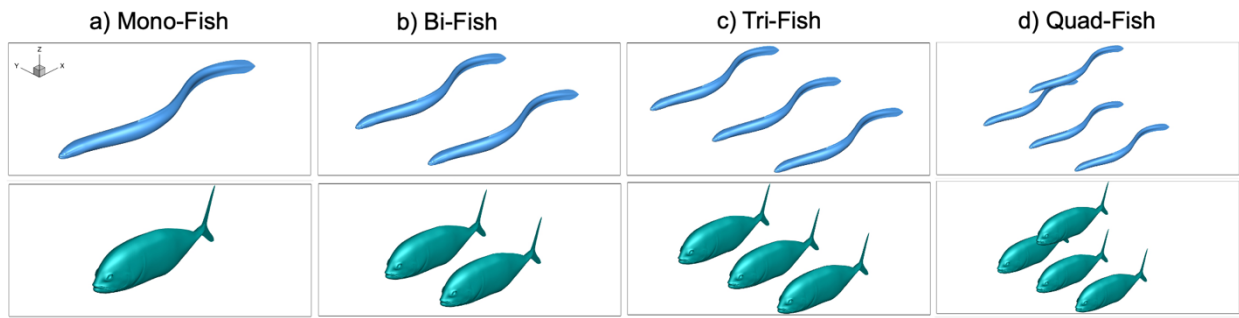 a) Mono-Fish
b) Bi-Fish
c) Tri-Fish
d) Quad-Fish
Z
Y
X